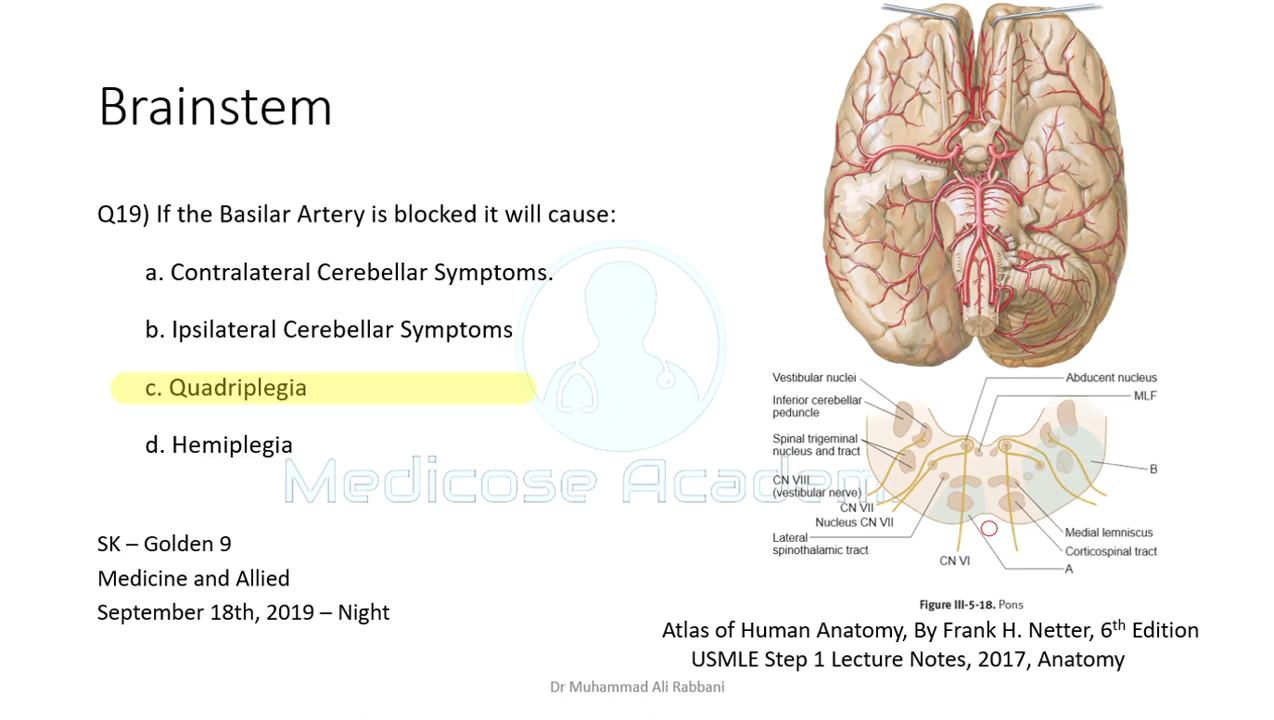 Brainstem
Q19) If the Basilar Artery is blocked it will cause:
a. Contralateral Cerebellar Symptoms.
b. Ipsilateral Cerebellar Symptoms
c. Quadriplegia
d. Hemiplegia
Medicose Academ
SK – Golden 9
Medicine and Allied
September 18th, 2019 – Night
Vestibular nuclei
Inferior cerebellar
peduncle
Spinal trigeminal
nucleus and tract
CN VIII
(vestibular nerve)
CN VII
Nucleus CN VII
Lateral
spinothalamic tract
CN VI
Abducent nucleus
MLF
B
Medial lemniscus
Corticospinal tract
A
Figure III-5-18. Pons
Atlas of Human Anatomy, By Frank H. Netter, 6th Edition
USMLE Step 1 Lecture Notes, 2017, Anatomy
Dr Muhammad Ali Rabbani